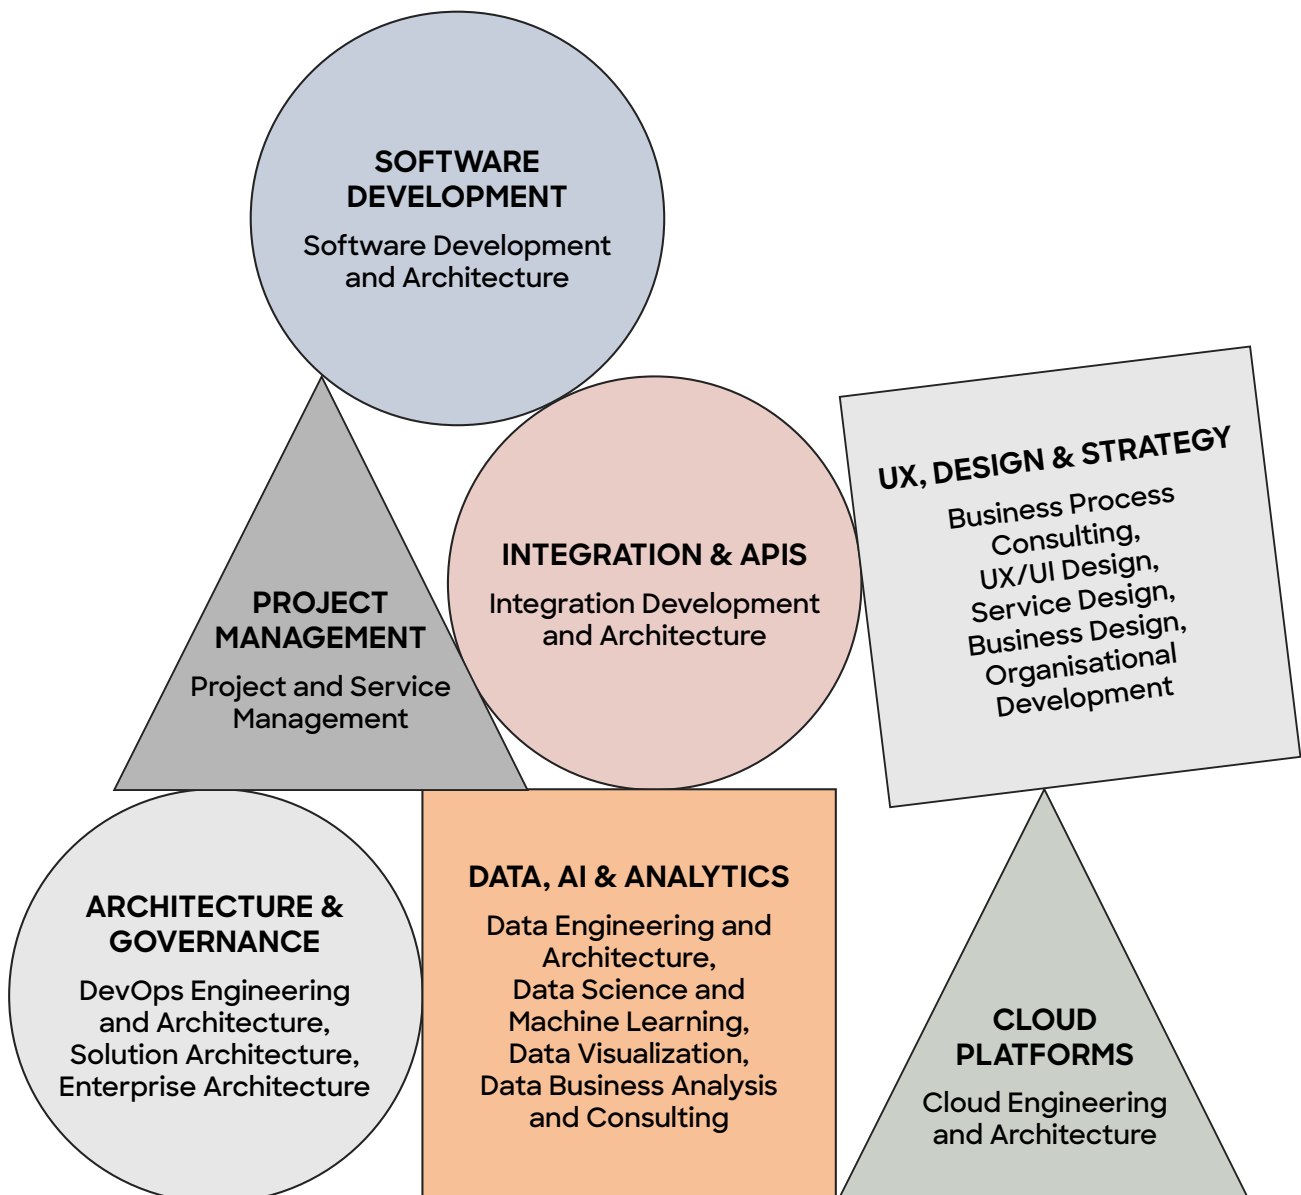 SOFTWARE
DEVELOPMENT
Software Development
and Architecture
UX, DESIGN & STRATEGY
Business Process
Consulting,
UX/UI Design,
Service Design,
Business Design,
Organisational
Development
INTEGRATION & APIS
Integration Development
and Architecture
PROJECT
MANAGEMENT
Project and Service
Management
ARCHITECTURE &
GOVERNANCE
DevOps Engineering
and Architecture,
Solution Architecture,
Enterprise Architecture
DATA, AI & ANALYTICS
Data Engineering and
Architecture,
Data Science and
Machine Learning,
Data Visualization,
Data Business Analysis
and Consulting
CLOUD
PLATFORMS
Cloud Engineering
and Architecture